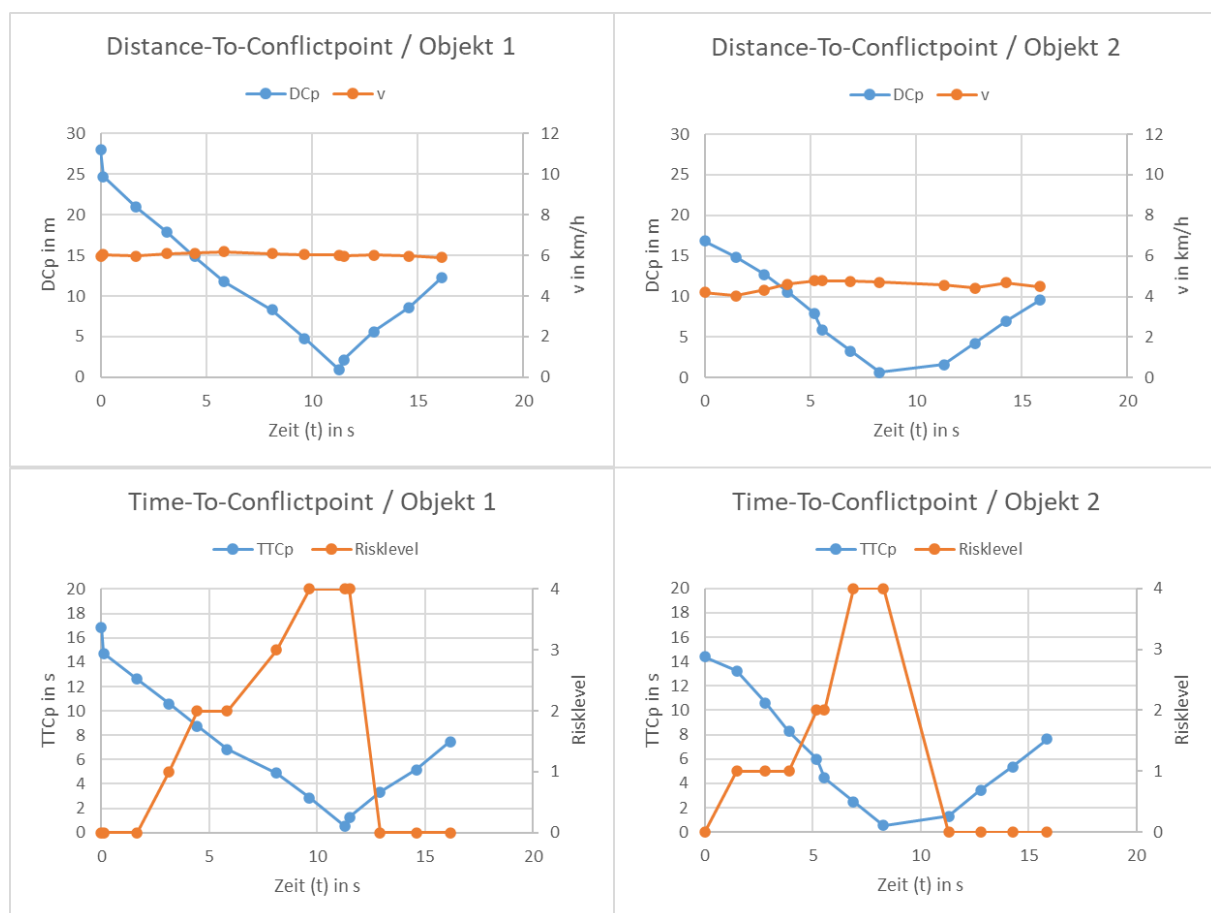 Distance-To-Conflictpoint / Objekt 1
DCp v
30 12
25 10
20 8
15 6
10 4
5 2
0 0
DCp in m
v in km/h
0 5 10 15 20
Zeit (t) in s
Distance-To-Conflictpoint / Objekt 2
DCp v
30 12
25 10
20 8
15 6
10 4
5 2
0 0
DCp in m
v in km/h
0 5 10 15 20
Zeit (t) in s
Time-To-Conflictpoint / Objekt 1
TTCp Risklevel
20 4
18
16
14 3
12
10 2
8
6
4 1
2
0 0
TTCp in s
Risklevel
0 5 10 15 20
Zeit (t) in s
Time-To-Conflictpoint / Objekt 2
TTCp Risklevel
20 4
18
16
14 3
12
10 2
8
6
4 1
2
0 0
TTCp in s
Risklevel
0 5 10 15 20
Zeit (t) in s